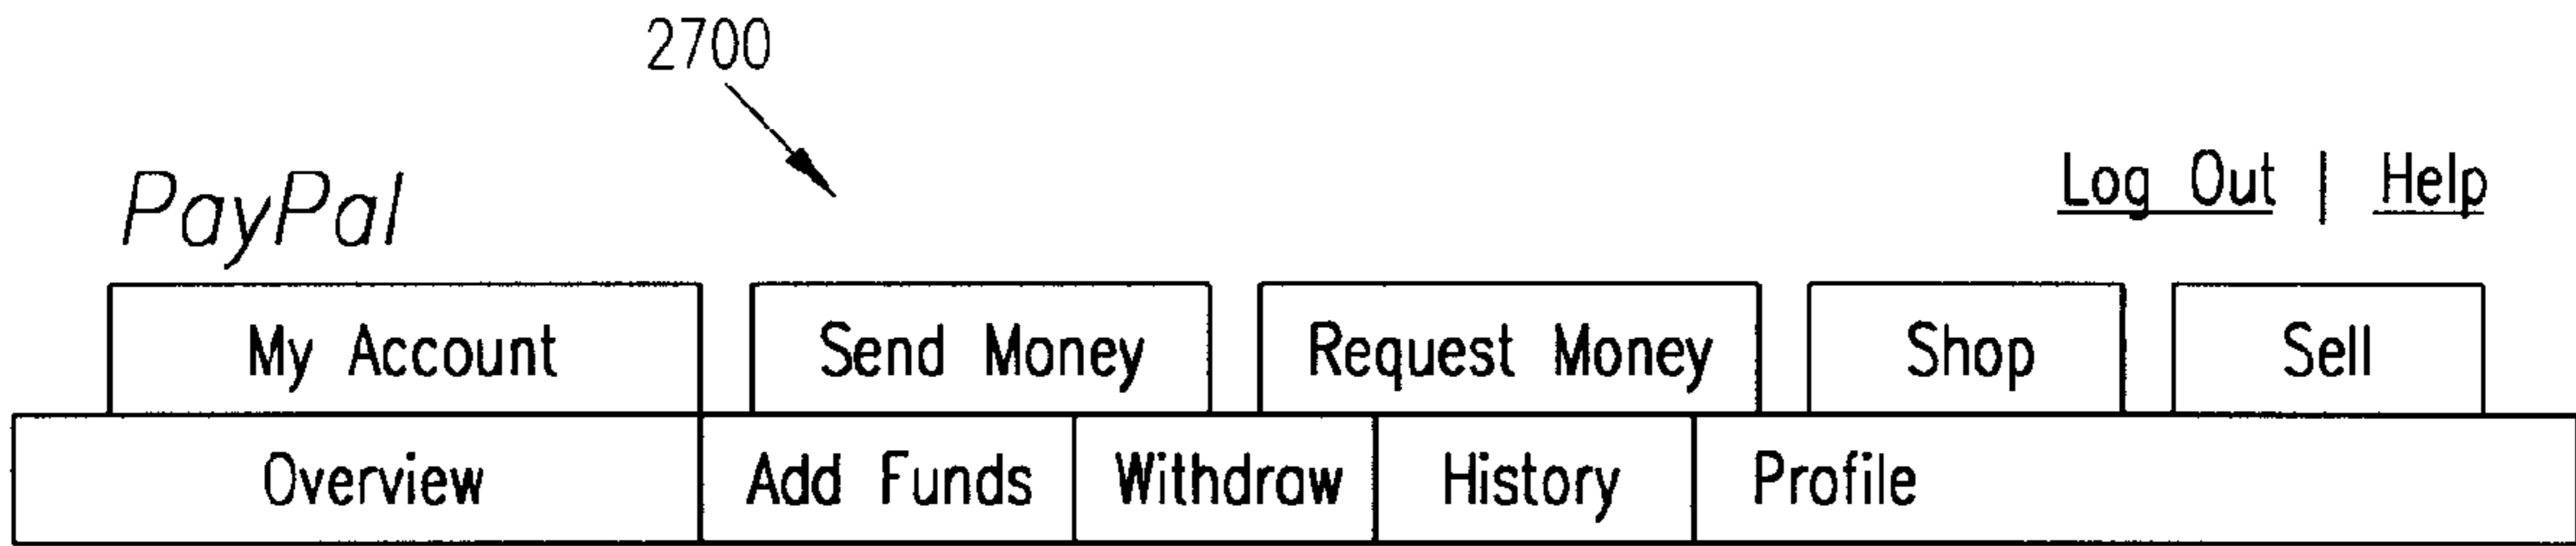 2700
PayPal
Log Out | Help
My Account Send Money Request Money Shop Sell
Overview Add Funds Withdraw History Profile